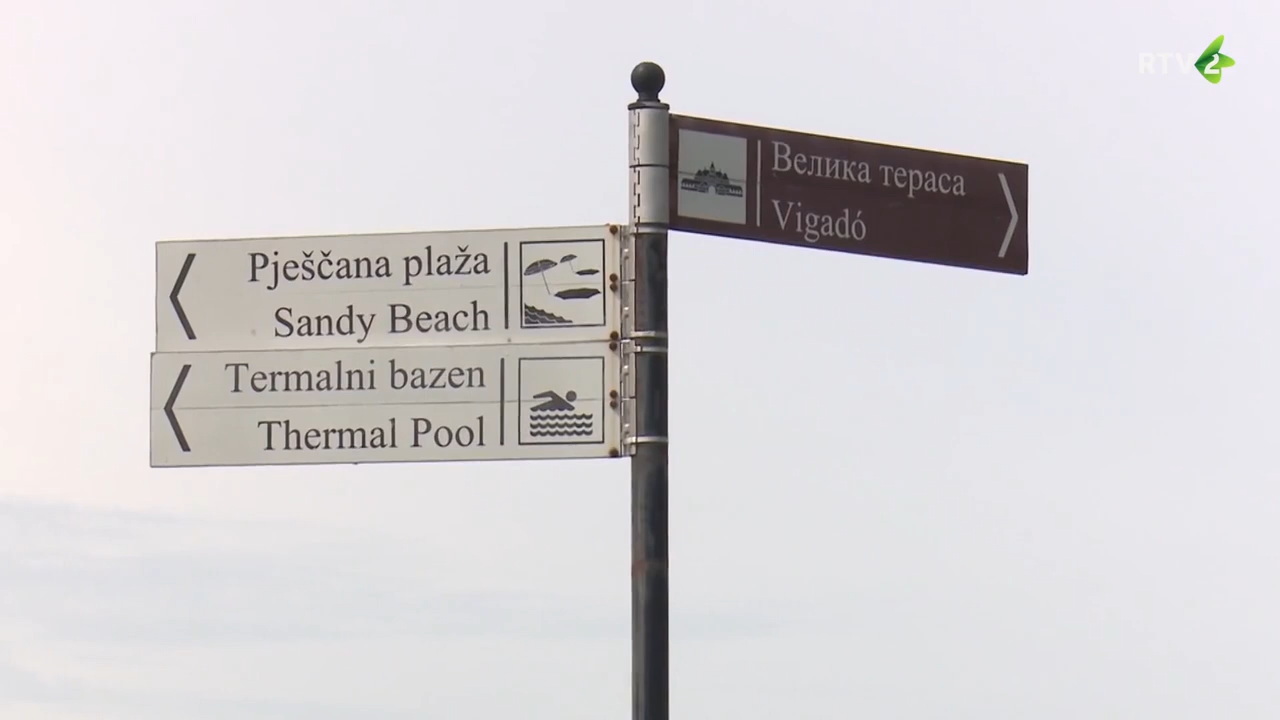 RTV2
Велика тераса
Vigadó
Pješčana plaža
Sandy Beach
Termalni bazen
Thermal Pool